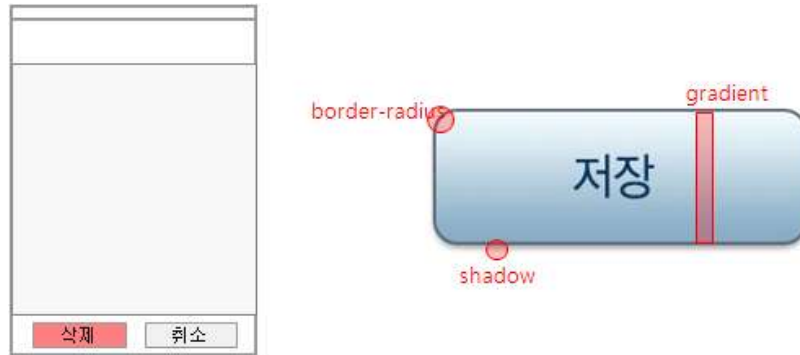 gradient
border-radius
저장
shadow
삭제
취소